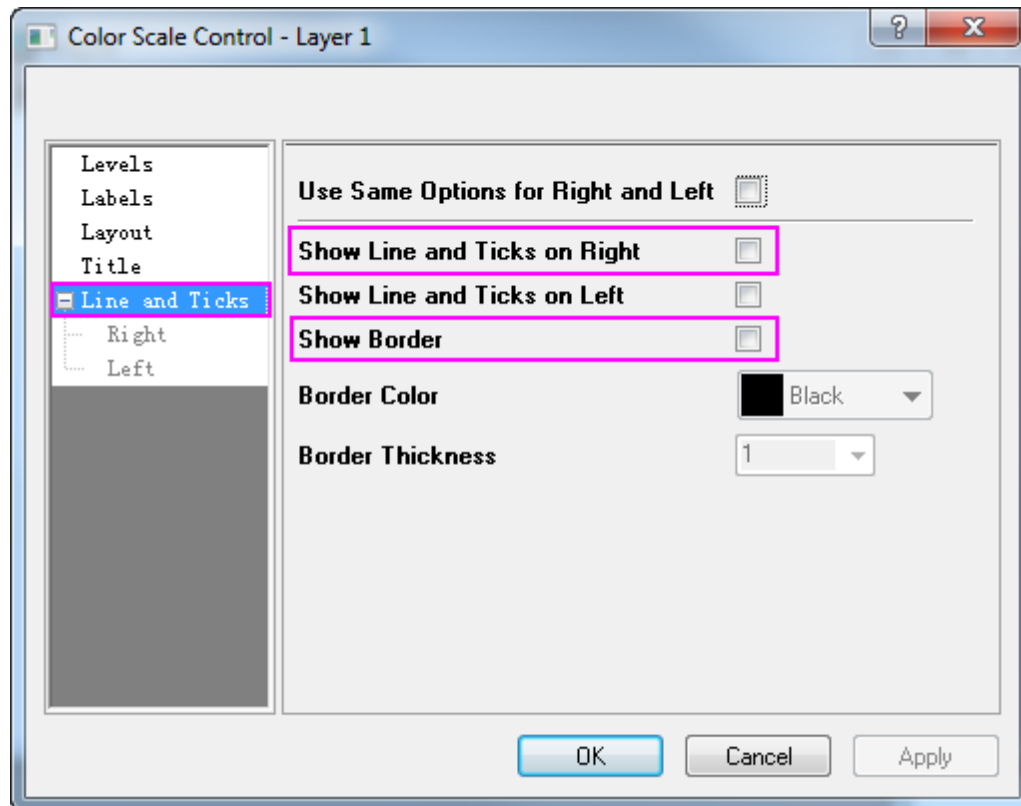 Color Scale Control - Layer 1
Levels
Labels
Layout
Title
Line and Ticks
Right
Left
Use Same Options for Right and Left
Show Line and Ticks on Right
Show Line and Ticks on Left
Show Border
Border Color
Black
Border Thickness
1
OK
Cancel
Apply